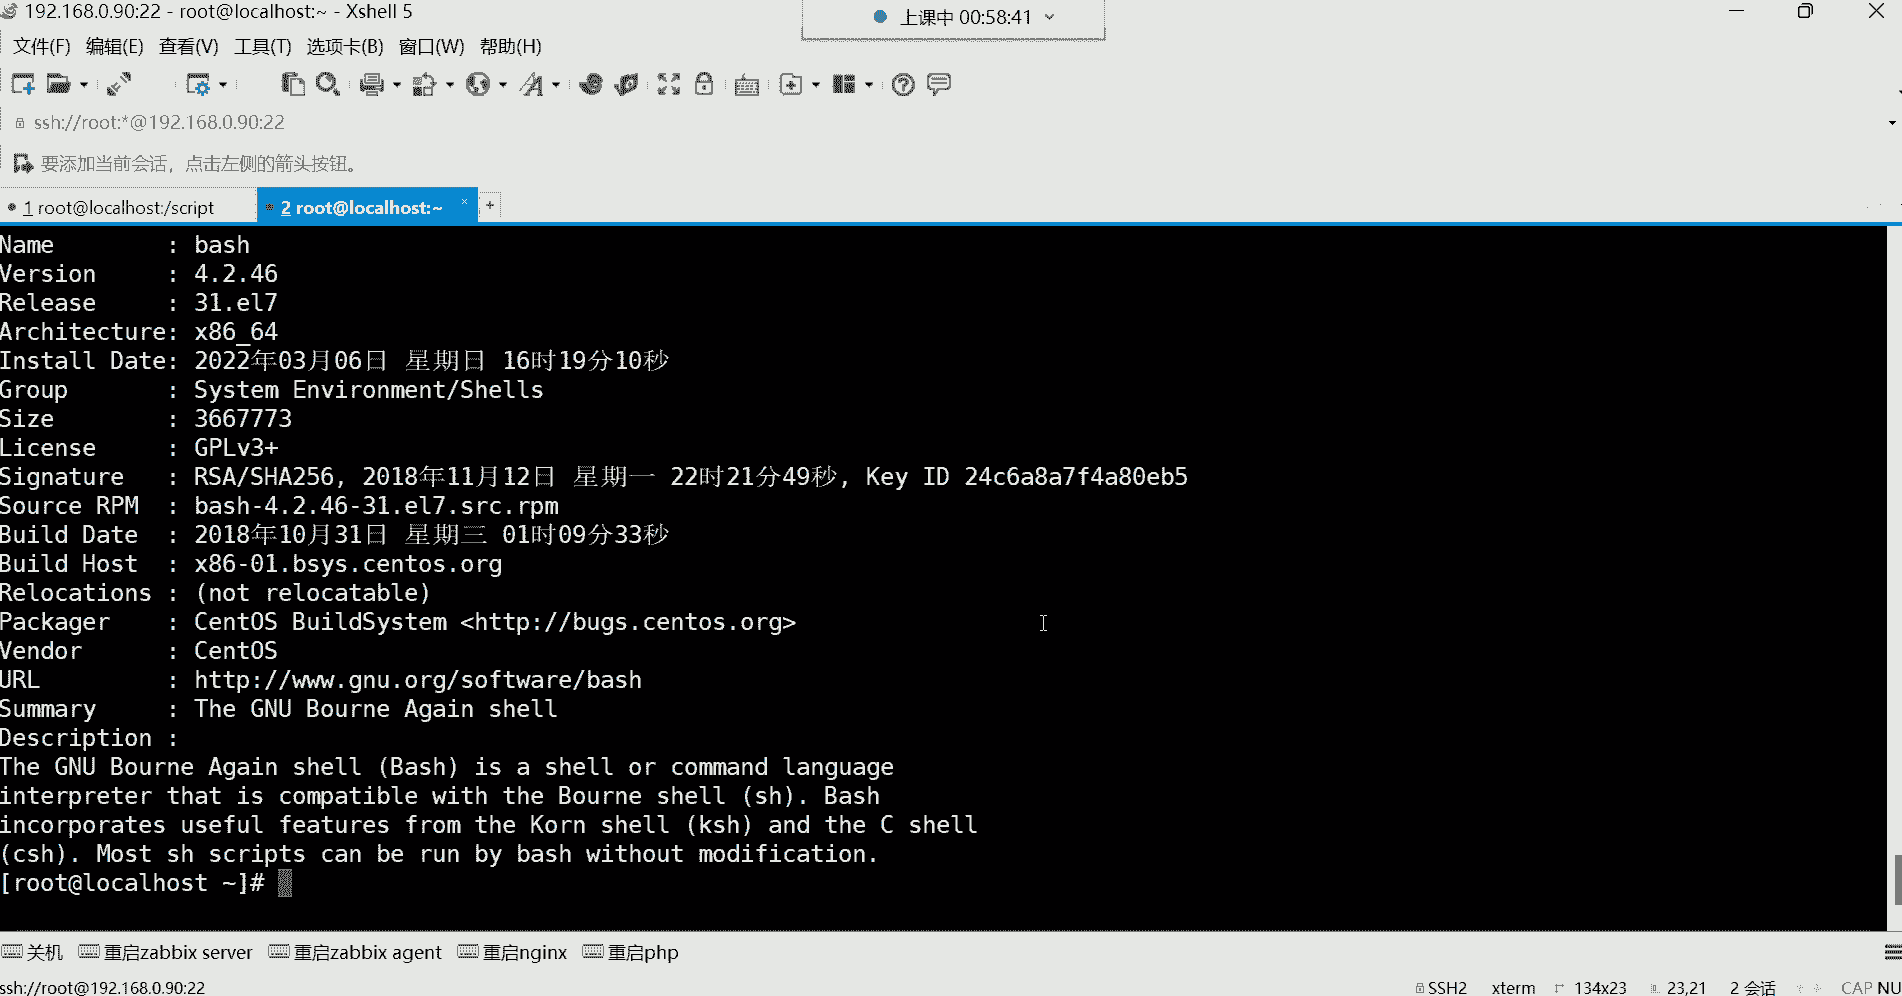 192.168.0.90:22 - root@localhost:~ - Xshell 5
上课中 00:58:41
文件(F) 编辑(E) 查看(V) 工具(T) 选项卡(B) 窗口(W) 帮助(H)
ssh://root:*@192.168.0.90:22
要添加当前会话，点击左侧的箭头按钮。
1 root@localhost:/script
2 root@localhost:~ × +
Name        : bash
Version     : 4.2.46
Release     : 31.el7
Architecture: x86_64
Install Date: 2022年03月06日 星期日 16时19分10秒
Group       : System Environment/Shells
Size        : 3667773
License     : GPLv3+
Signature   : RSA/SHA256, 2018年11月12日 星期一 22时21分49秒, Key ID 24c6a8a7f4a80eb5
Source RPM  : bash-4.2.46-31.el7.src.rpm
Build Date  : 2018年10月31日 星期三 01时09分33秒
Build Host  : x86-01.bsys.centos.org
Relocations : (not relocatable)
Packager    : CentOS BuildSystem <http://bugs.centos.org>
Vendor      : CentOS
URL         : http://www.gnu.org/software/bash
Summary     : The GNU Bourne Again shell
Description :
The GNU Bourne Again shell (Bash) is a shell or command language
interpreter that is compatible with the Bourne shell (sh). Bash
incorporates useful features from the Korn shell (ksh) and the C shell
(csh). Most sh scripts can be run by bash without modification.
[root@localhost ~]#
关机 重启zabbix server 重启zabbix agent 重启nginx 重启php
ssh://root@192.168.0.90:22
SSH2 xterm 134x23 23,21 2 会话 CAP NU